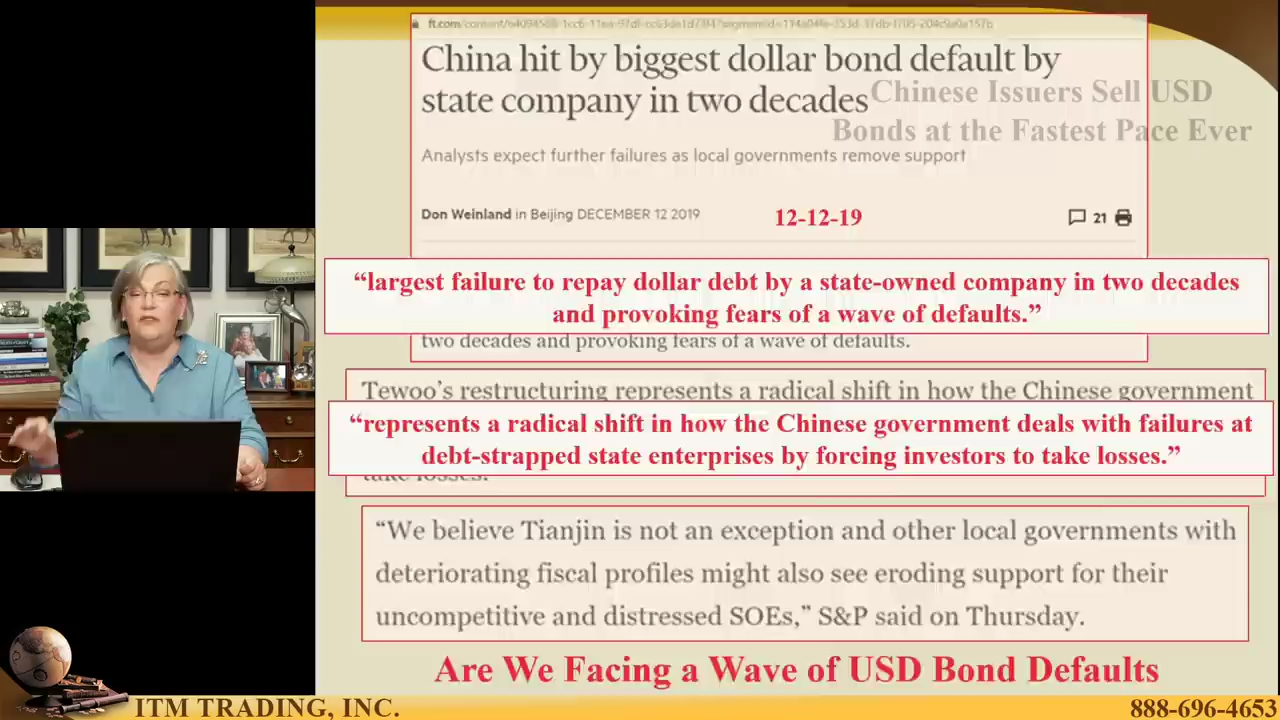 China hit by biggest dollar bond default by
state company in two decades
Chinese Issuers Sell USD
Bonds at the Fastest Pace Ever
Analysts expect further failures as local governments remove support
Don Weinland in Beijing DECEMBER 12 2019
12-12-19
21
“largest failure to repay dollar debt by a state-owned company in two decades
and provoking fears of a wave of defaults.”
two decades and provoking fears of a wave of defaults.
Tewoo’s restructuring represents a radical shift in how the Chinese government
“represents a radical shift in how the Chinese government deals with failures at
debt-strapped state enterprises by forcing investors to take losses.”
take losses.
“We believe Tianjin is not an exception and other local governments with
deteriorating fiscal profiles might also see eroding support for their
uncompetitive and distressed SOEs,” S&P said on Thursday.
Are We Facing a Wave of USD Bond Defaults
ITM TRADING, INC.
888-696-4653